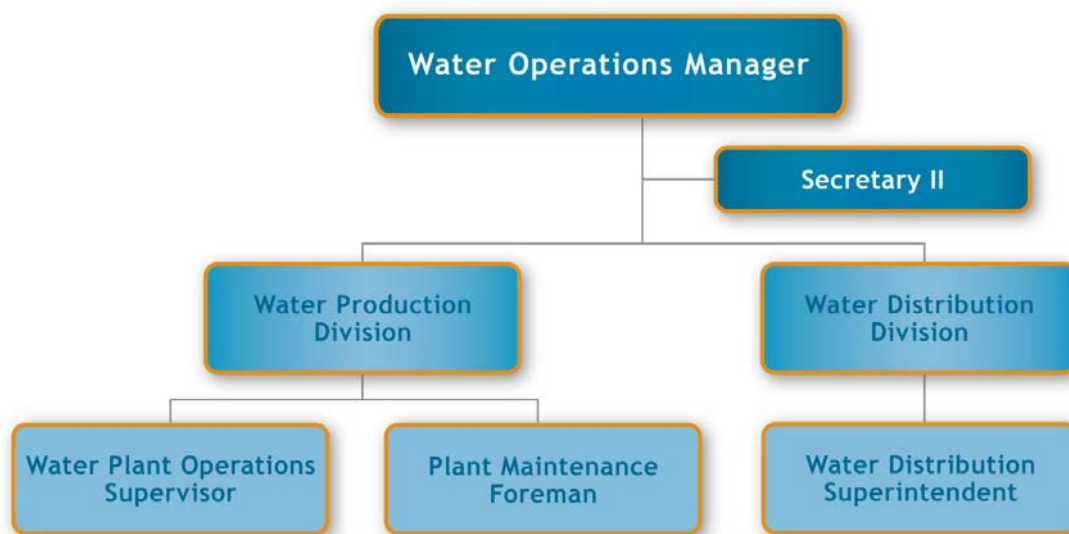 Water Operations Manager
Secretary II
Water Production
Division
Water Distribution
Division
Water Plant Operations
Supervisor
Plant Maintenance
Foreman
Water Distribution
Superintendent